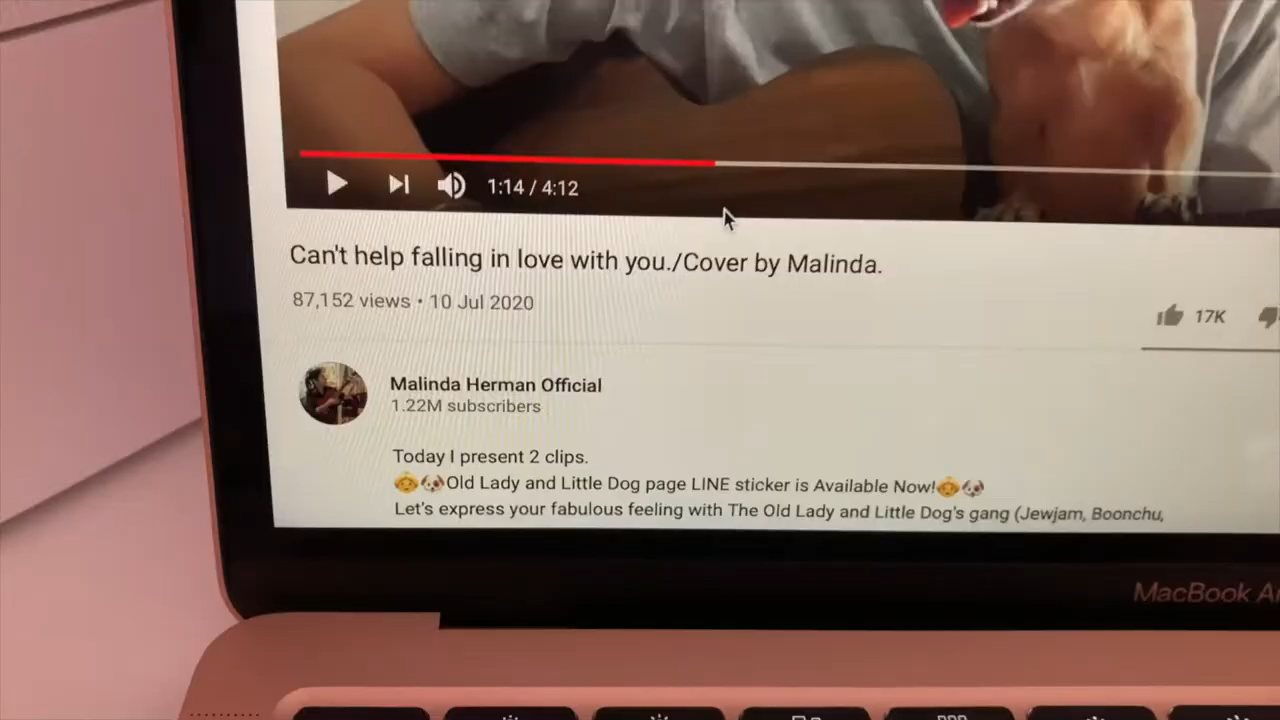 1:14 / 4:12
Can't help falling in love with you./Cover by Malinda.
87,152 views • 10 Jul 2020
17K
Malinda Herman Official
1.22M subscribers
Today I present 2 clips.
👵🐶Old Lady and Little Dog page LINE sticker is Available Now!👵🐶
Let's express your fabulous feeling with The Old Lady and Little Dog's gang (Jewjam, Boonchu,
MacBook A